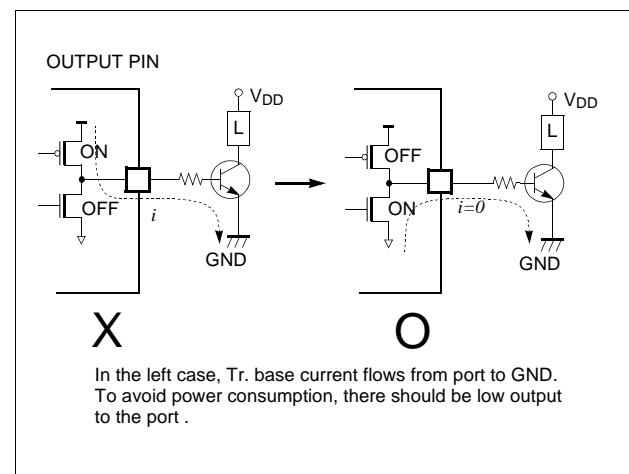 OUTPUT PIN
VDD
L
ON
OFF
i
GND
X
VDD
L
OFF
ON
i=0
GND
O
In the left case, Tr. base current flows from port to GND.
To avoid power consumption, there should be low output
to the port .